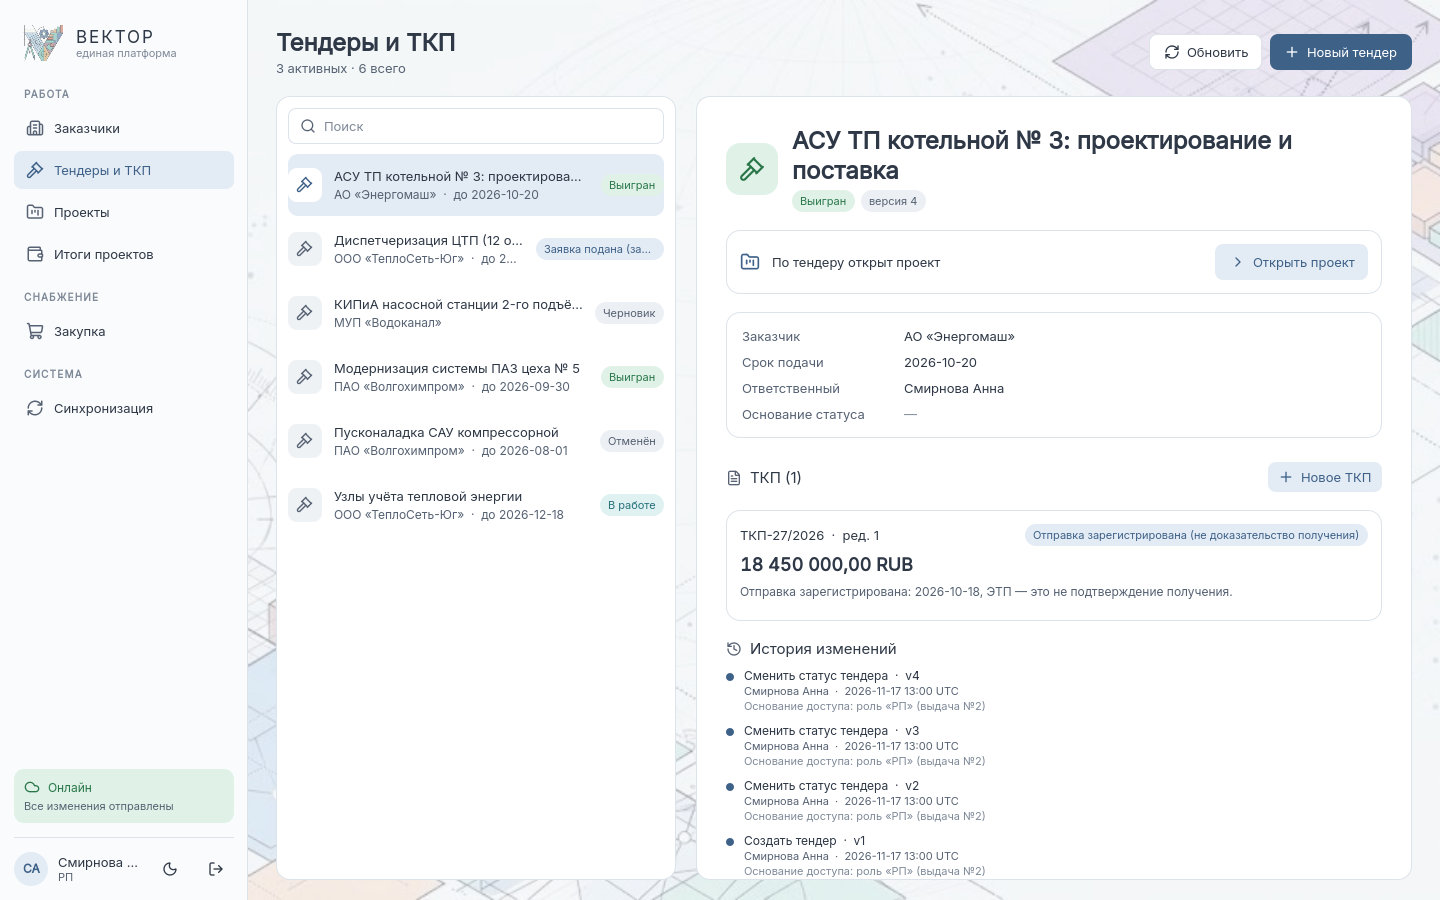 ВЕКТОР
единая платформа
РАБОТА
Заказчики
Тендеры и ТКП
Проекты
Итоги проектов
СНАБЖЕНИЕ
Закупка
СИСТЕМА
Синхронизация
Онлайн
Все изменения отправлены
СА
Смирнова ...
РП
Тендеры и ТКП
3 активных · 6 всего
Обновить
Новый тендер
Поиск
АСУ ТП котельной № 3: проектирова...
АО «Энергомаш» · до 2026-10-20
Выигран
Диспетчеризация ЦТП (12 о...
ООО «ТеплоСеть-Юг» · до 2...
Заявка подана (за...
КИПиА насосной станции 2-го подъё...
МУП «Водоканал»
Черновик
Модернизация системы ПАЗ цеха № 5
ПАО «Волгохимпром» · до 2026-09-30
Выигран
Пусконаладка САУ компрессорной
ПАО «Волгохимпром» · до 2026-08-01
Отменён
Узлы учёта тепловой энергии
ООО «ТеплоСеть-Юг» · до 2026-12-18
В работе
АСУ ТП котельной № 3: проектирование и
поставка
Выигран
версия 4
По тендеру открыт проект
Открыть проект
Заказчик АО «Энергомаш»
Срок подачи 2026-10-20
Ответственный Смирнова Анна
Основание статуса —
ТКП (1)
Новое ТКП
ТКП-27/2026 · ред. 1
Отправка зарегистрирована (не доказательство получения)
18 450 000,00 RUB
Отправка зарегистрирована: 2026-10-18, ЭТП — это не подтверждение получения.
История изменений
Сменить статус тендера · v4
Смирнова Анна · 2026-11-17 13:00 UTC
Основание доступа: роль «РП» (выдача №2)
Сменить статус тендера · v3
Смирнова Анна · 2026-11-17 13:00 UTC
Основание доступа: роль «РП» (выдача №2)
Сменить статус тендера · v2
Смирнова Анна · 2026-11-17 13:00 UTC
Основание доступа: роль «РП» (выдача №2)
Создать тендер · v1
Смирнова Анна · 2026-11-17 13:00 UTC
Основание доступа: роль «РП» (выдача №2)